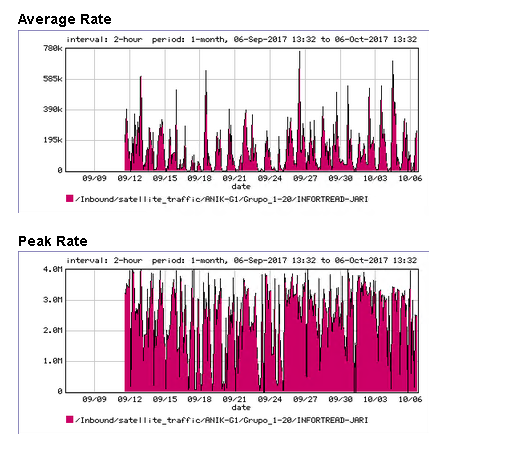 Average Rate
interval: 2-hour  period: 1-month, 06-Sep-2017 13:32 to 06-Oct-2017 13:32
780k
585k
390k
195k
0
09/09 09/12 09/15 09/18 09/21 09/24 09/27 09/30 10/03 10/06
date
/Inbound/satellite_traffic/ANIK-G1/Grupo_1-20/INFORTREAD-JARI
Peak Rate
interval: 2-hour  period: 1-month, 06-Sep-2017 13:32 to 06-Oct-2017 13:32
4.0M
3.0M
2.0M
1.0M
0
09/09 09/12 09/15 09/18 09/21 09/24 09/27 09/30 10/03 10/06
date
/Inbound/satellite_traffic/ANIK-G1/Grupo_1-20/INFORTREAD-JARI